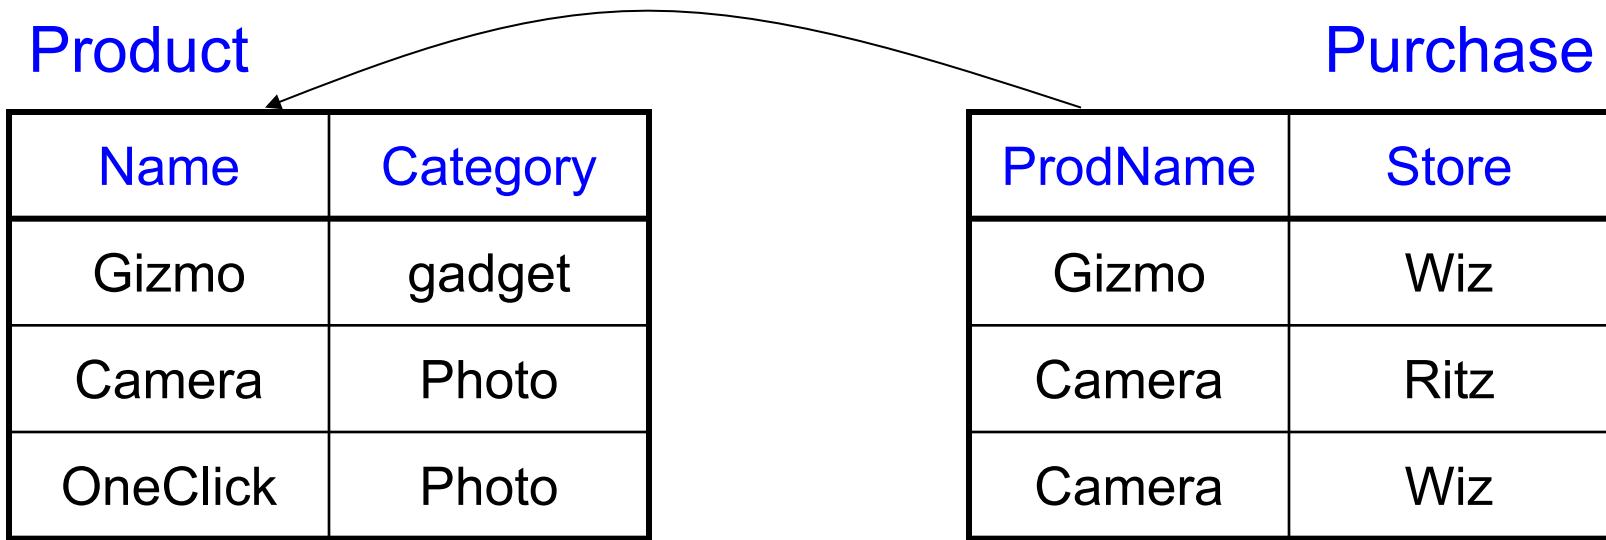 Product
Purchase
Name Category
ProdName Store
Gizmo gadget
Gizmo Wiz
Camera Photo
Camera Ritz
OneClick Photo
Camera Wiz